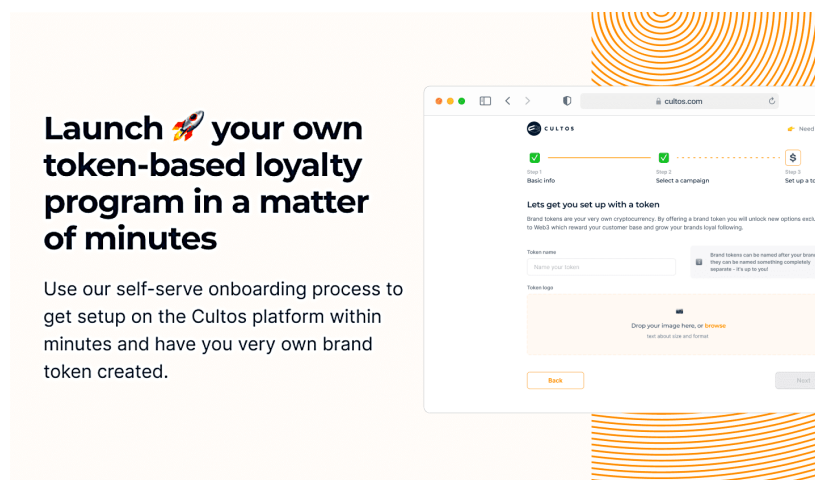 Launch 🚀 your own
token-based loyalty
program in a matter
of minutes
Use our self-serve onboarding process to
get setup on the Cultos platform within
minutes and have you very own brand
token created.
cultos.com
CULTOS
👉 Need
Step 1
Basic info
Step 2
Select a campaign
$
Step 3
Set up a to
Lets get you set up with a token
Brand tokens are your very own cryptocurrency. By offering a brand token you will unlock new options exclu
to Web3 which reward your customer base and grow your brands loyal following.
Token name
Name your token
Brand tokens can be named after your bran
they can be named something completely
separate - it's up to you!
Token logo
Drop your image here, or browse
text about size and format
Back
Next